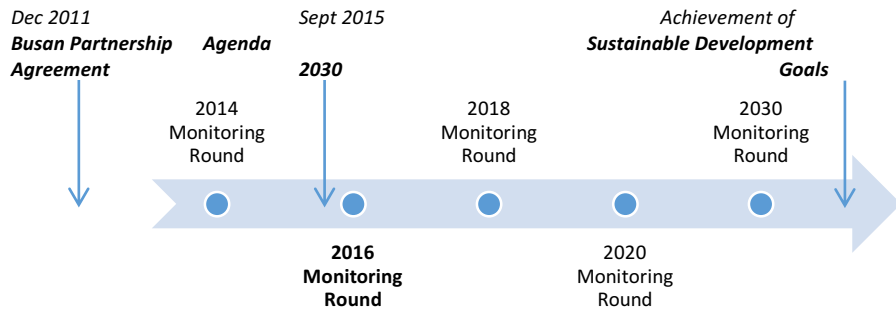 Dec 2011
Busan Partnership
Agreement
Sept 2015
Agenda
2030
Achievement of
Sustainable Development
Goals
2014
Monitoring
Round
2018
Monitoring
Round
2030
Monitoring
Round
2016
Monitoring
Round
2020
Monitoring
Round